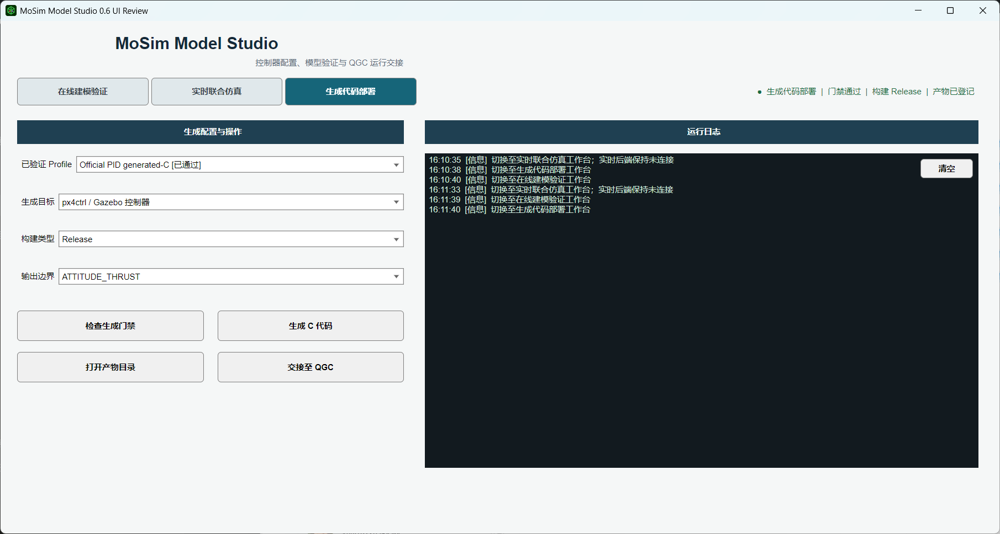 MoSim Model Studio 0.6 UI Review
MoSim Model Studio
控制器配置、模型验证与 QGC 运行交接
在线建模验证
实时联合仿真
生成代码部署
● 生成代码部署 | 门禁通过 | 构建 Release | 产物已登记
生成配置与操作
已验证 Profile Official PID generated-C [已通过]
生成目标 px4ctrl / Gazebo 控制器
构建类型 Release
输出边界 ATTITUDE_THRUST
检查生成门禁
生成 C 代码
打开产物目录
交接至 QGC
运行日志
清空
16:10:35 [信息] 切换至实时联合仿真工作台；实时后端保持未连接
16:10:38 [信息] 切换至生成代码部署工作台
16:10:40 [信息] 切换至在线建模验证工作台
16:11:33 [信息] 切换至实时联合仿真工作台；实时后端保持未连接
16:11:39 [信息] 切换至在线建模验证工作台
16:11:40 [信息] 切换至生成代码部署工作台